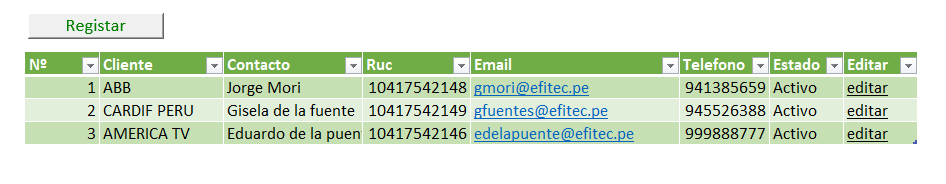 Registar
Nº Cliente Contacto Ruc Email Telefono Estado Editar
1 ABB Jorge Mori 10417542148 gmori@efitec.pe 941385659 Activo editar
2 CARDIF PERU Gisela de la fuente 10417542149 gfuentes@efitec.pe 945526388 Activo editar
3 AMERICA TV Eduardo de la puen 10417542146 edelapuente@efitec.pe 999888777 Activo editar